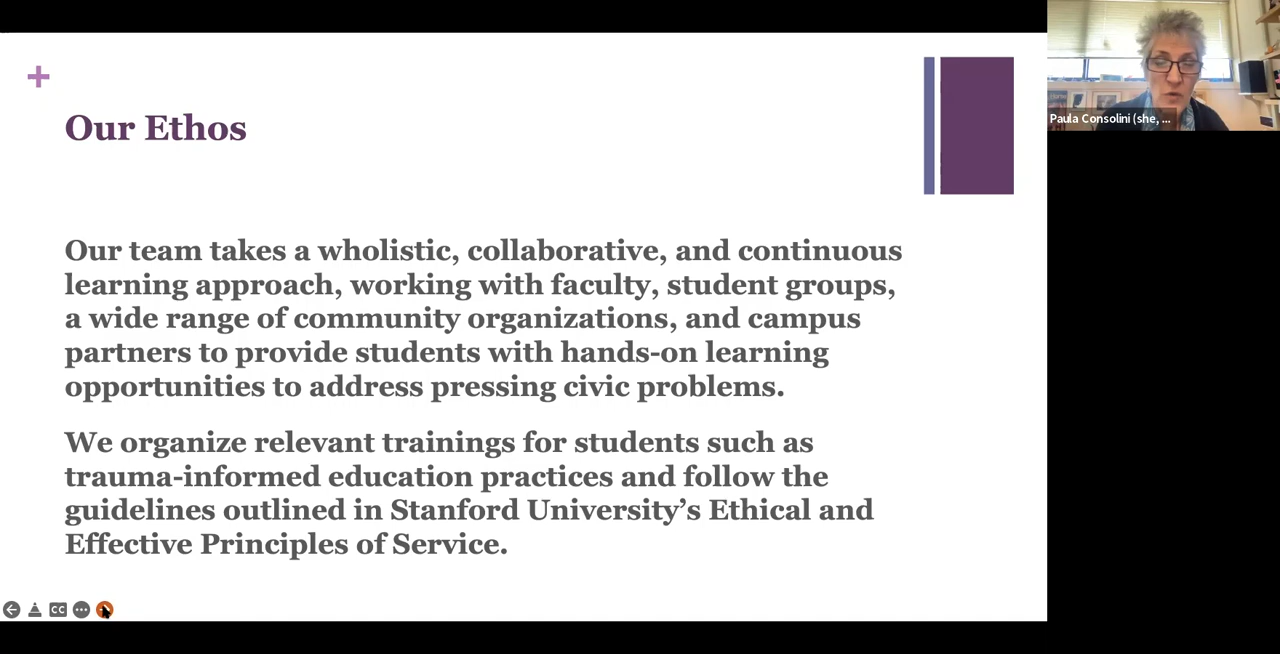 Our Ethos
Our team takes a wholistic, collaborative, and continuous
learning approach, working with faculty, student groups,
a wide range of community organizations, and campus
partners to provide students with hands-on learning
opportunities to address pressing civic problems.
We organize relevant trainings for students such as
trauma-informed education practices and follow the
guidelines outlined in Stanford University’s Ethical and
Effective Principles of Service.
CC
Paula Consolini (she, ...